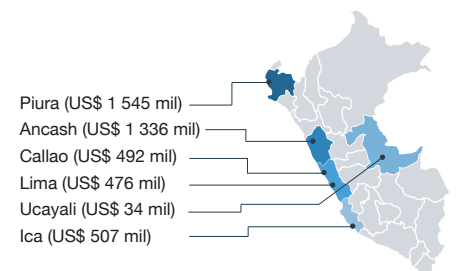 Piura (US$ 1 545 mil)
Ancash (US$ 1 336 mil)
Callao (US$ 492 mil)
Lima (US$ 476 mil)
Ucayali (US$ 34 mil)
Ica (US$ 507 mil)